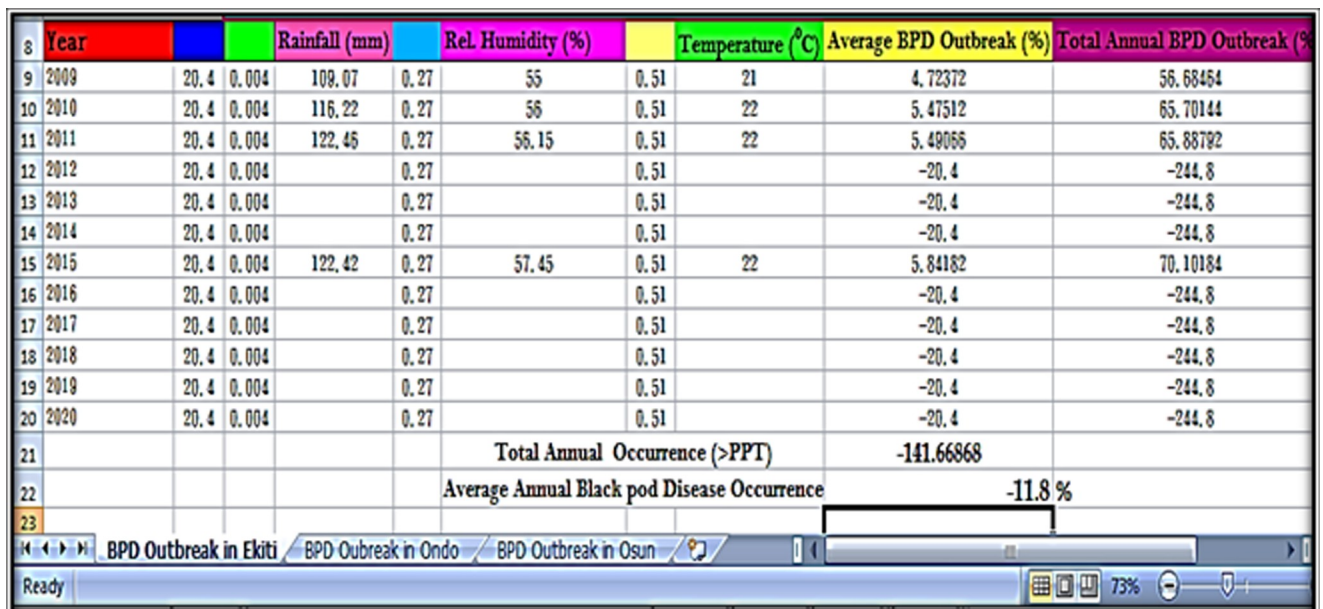 8 Year Rainfall (mm) Rel. Humidity (%) Temperature (⁰C) Average BPD Outbreak (%) Total Annual BPD Outbreak (%
9 2009 20.4 0.004 109.07 0.27 55 0.51 21 4.72372 56.68464
10 2010 20.4 0.004 116.22 0.27 56 0.51 22 5.47512 65.70144
11 2011 20.4 0.004 122.46 0.27 56.15 0.51 22 5.49066 65.88792
12 2012 20.4 0.004 0.27 0.51 -20.4 -244.8
13 2013 20.4 0.004 0.27 0.51 -20.4 -244.8
14 2014 20.4 0.004 0.27 0.51 -20.4 -244.8
15 2015 20.4 0.004 122.42 0.27 57.45 0.51 22 5.84182 70.10184
16 2016 20.4 0.004 0.27 0.51 -20.4 -244.8
17 2017 20.4 0.004 0.27 0.51 -20.4 -244.8
18 2018 20.4 0.004 0.27 0.51 -20.4 -244.8
19 2019 20.4 0.004 0.27 0.51 -20.4 -244.8
20 2020 20.4 0.004 0.27 0.51 -20.4 -244.8
21 Total Annual Occurrence (>PPT) -141.66868
22 Average Annual Black pod Disease Occurrence -11.8 %
23
BPD Outbreak in Ekiti BPD Oubreak in Ondo BPD Outbreak in Osun
Ready 73%